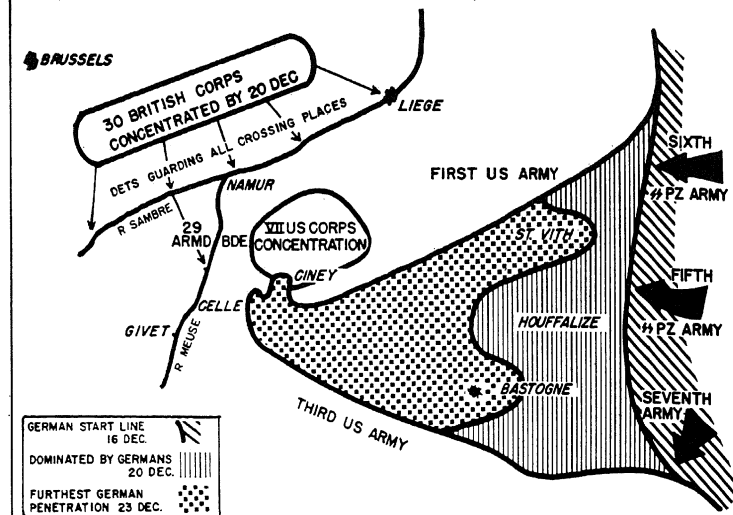 BRUSSELS
30 BRITISH CORPS
CONCENTRATED BY 20 DEC
DETS GUARDING ALL CROSSING PLACES
LIEGE
NAMUR
R SAMBRE
29
ARMD BDE.
VII US CORPS
CONCENTRATION
CINEY
CELLE
GIVET
R MEUSE
FIRST US ARMY
ST. VITH
HOUFFALIZE
BASTOGNE
THIRD US ARMY
SIXTH
SS PZ ARMY
FIFTH
SS PZ ARMY
SEVENTH
ARMY
GERMAN START LINE
16 DEC.
DOMINATED BY GERMANS
20 DEC.
FURTHEST GERMAN
PENETRATION 23 DEC.